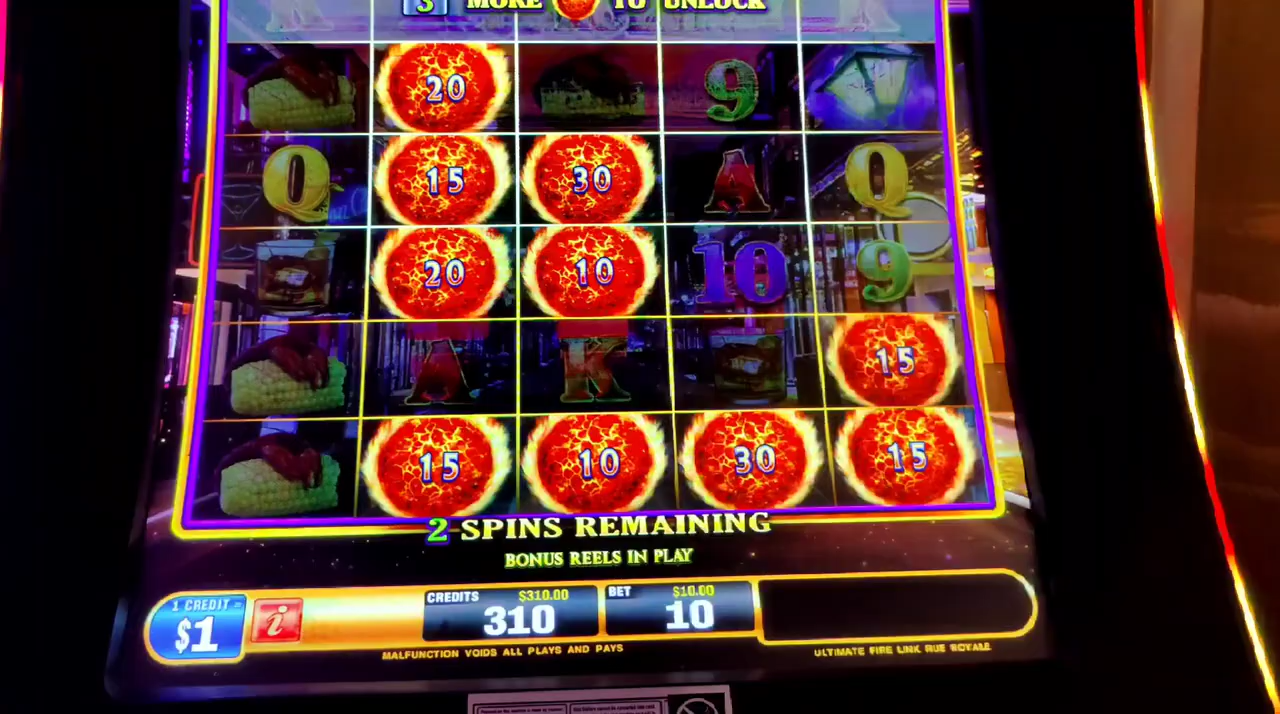 3 MORE TO UNLOCK
20 9
Q 15 30 A Q
20 10 10 9
A K 15
15 10 30 15
2 SPINS REMAINING
BONUS REELS IN PLAY
1 CREDIT = $1
i
CREDITS $310.00 310
BET $10.00 10
MALFUNCTION VOIDS ALL PLAYS AND PAYS
ULTIMATE FIRE LINK RUE ROYALE